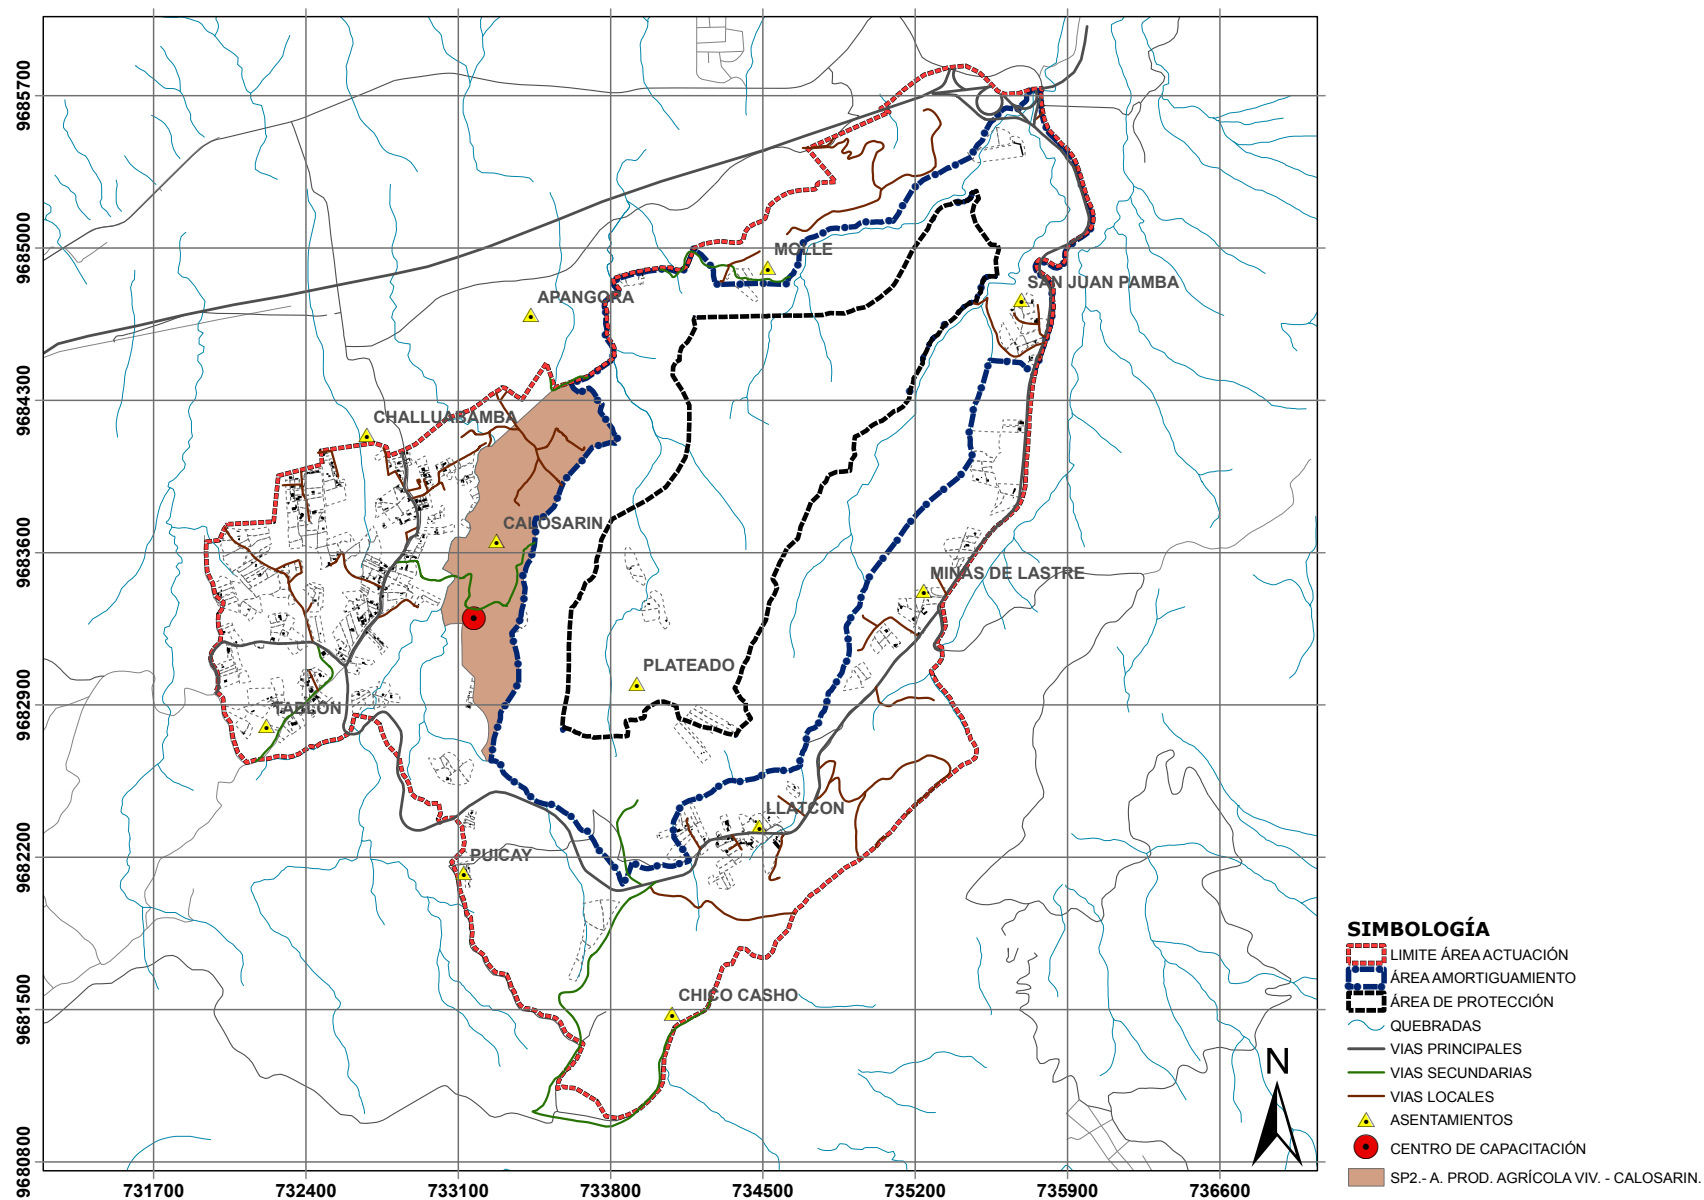 9685700
9685000
9684300
9683600
9682900
9682200
9681500
9680800
MOLLE
SAN JUAN PAMBA
APANGORA
CHALLUABAMBA
CALOSARIN
MINAS DE LASTRE
PLATEADO
TABLON
LLATCON
PUICAY
CHICO CASHO
N
731700 732400 733100 733800 734500 735200 735900 736600
SIMBOLOGÍA
LIMITE ÁREA ACTUACIÓN
ÁREA AMORTIGUAMIENTO
ÁREA DE PROTECCIÓN
QUEBRADAS
VIAS PRINCIPALES
VIAS SECUNDARIAS
VIAS LOCALES
ASENTAMIENTOS
CENTRO DE CAPACITACIÓN
SP2.- A. PROD. AGRÍCOLA VIV. - CALOSARIN.